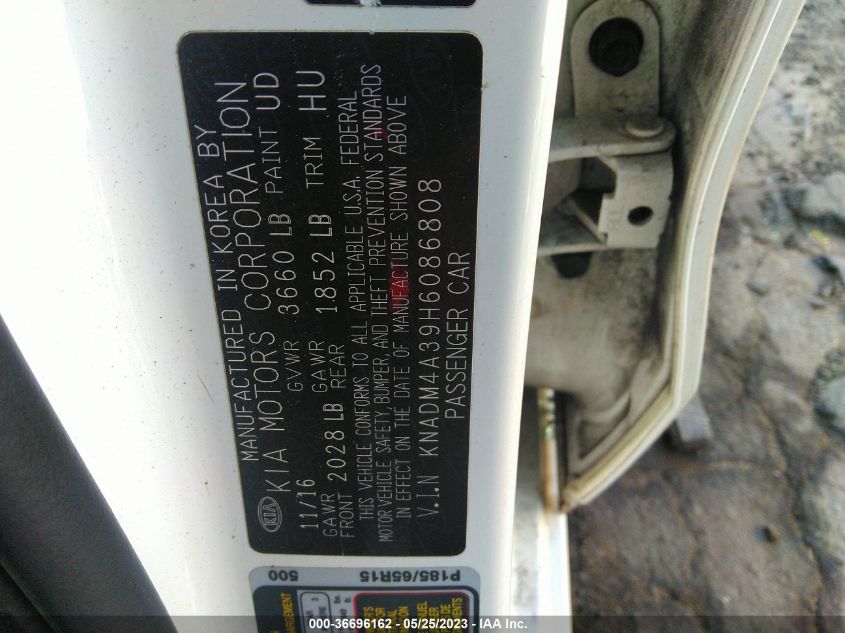 MANUFACTURED IN KOREA BY
KIA KIA MOTORS CORPORATION
11/16 GVWR 3660 LB PAINT UD
GAWR FRONT 2028 LB GAWR REAR 1852 LB TRIM HU
THIS VEHICLE CONFORMS TO ALL APPLICABLE U.S.A. FEDERAL
MOTOR VEHICLE SAFETY, BUMPER, AND THEFT PREVENTION STANDARDS
IN EFFECT ON THE DATE OF MANUFACTURE SHOWN ABOVE
V.I.N KNADM4A39H6086808
PASSENGER CAR
500
P185/65R15
000-36696162 - 05/25/2023 - IAA Inc.